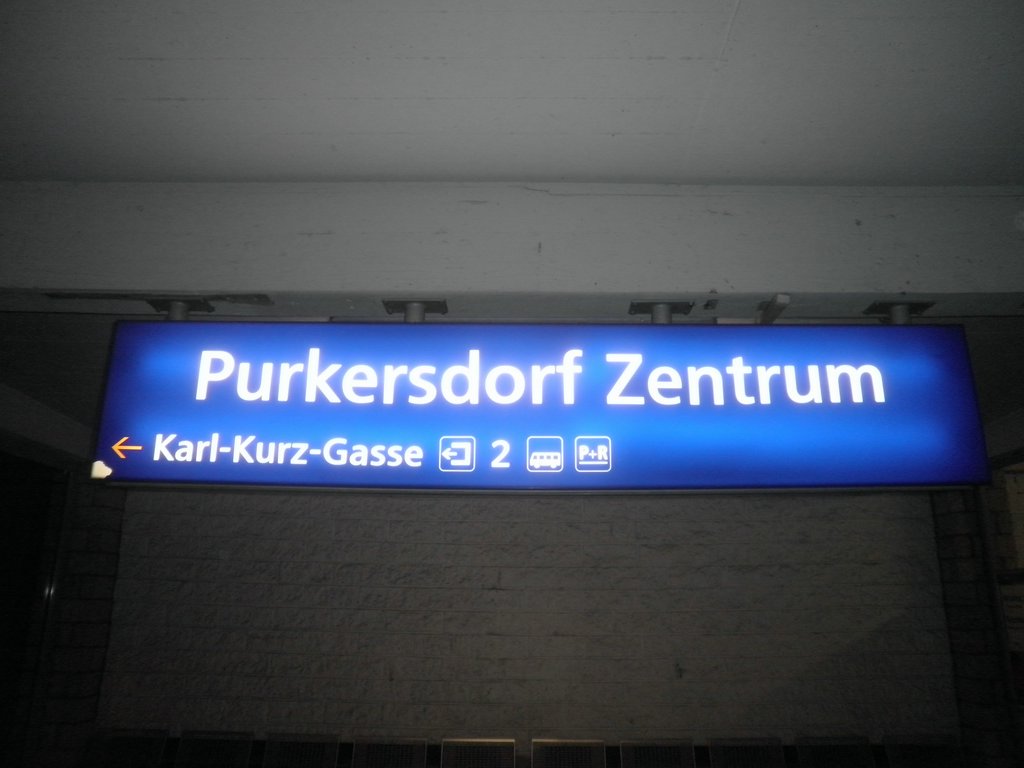 Purkersdorf Zentrum
← Karl-Kurz-Gasse 2 P+R